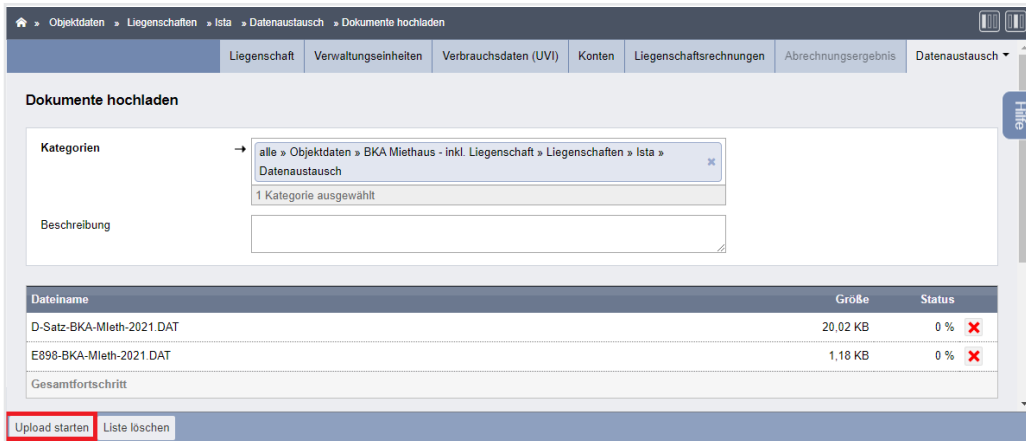 » Objektdaten » Liegenschaften » Ista » Datenaustausch » Dokumente hochladen
Liegenschaft Verwaltungseinheiten Verbrauchsdaten (UVI) Konten Liegenschaftsrechnungen Abrechnungsergebnis Datenaustausch
Hilfe
Dokumente hochladen
Kategorien → alle » Objektdaten » BKA Miethaus - inkl. Liegenschaft » Liegenschaften » Ista »
Datenaustausch
1 Kategorie ausgewählt
Beschreibung
Dateiname Größe Status
D-Satz-BKA-MIeth-2021.DAT 20,02 KB 0 %
E898-BKA-MIeth-2021.DAT 1,18 KB 0 %
Gesamtfortschritt
Upload starten Liste löschen